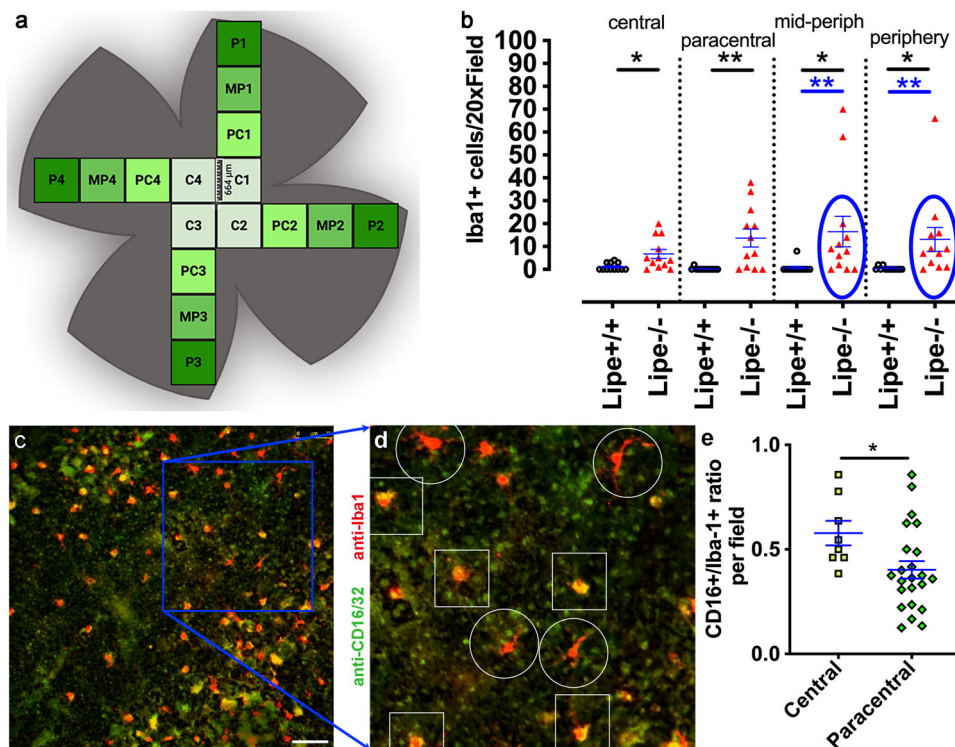 a
P1
MP1
PC1
P4 MP4 PC4 C4 C1
664 µm
C3 C2 PC2 MP2 P2
PC3
MP3
P3
b
central
paracentral
mid-periph
periphery
* ** * *
** **
Iba1+ cells/20xField
100
90
80
70
60
50
40
30
20
10
0
Lipe+/+
Lipe-/-
Lipe+/+
Lipe-/-
Lipe+/+
Lipe-/-
Lipe+/+
Lipe-/-
c
anti-CD16/32 anti-Iba1
d
e
*
CD16+/Iba-1+ ratio
per field
1.0
0.5
0.0
Central
Paracentral